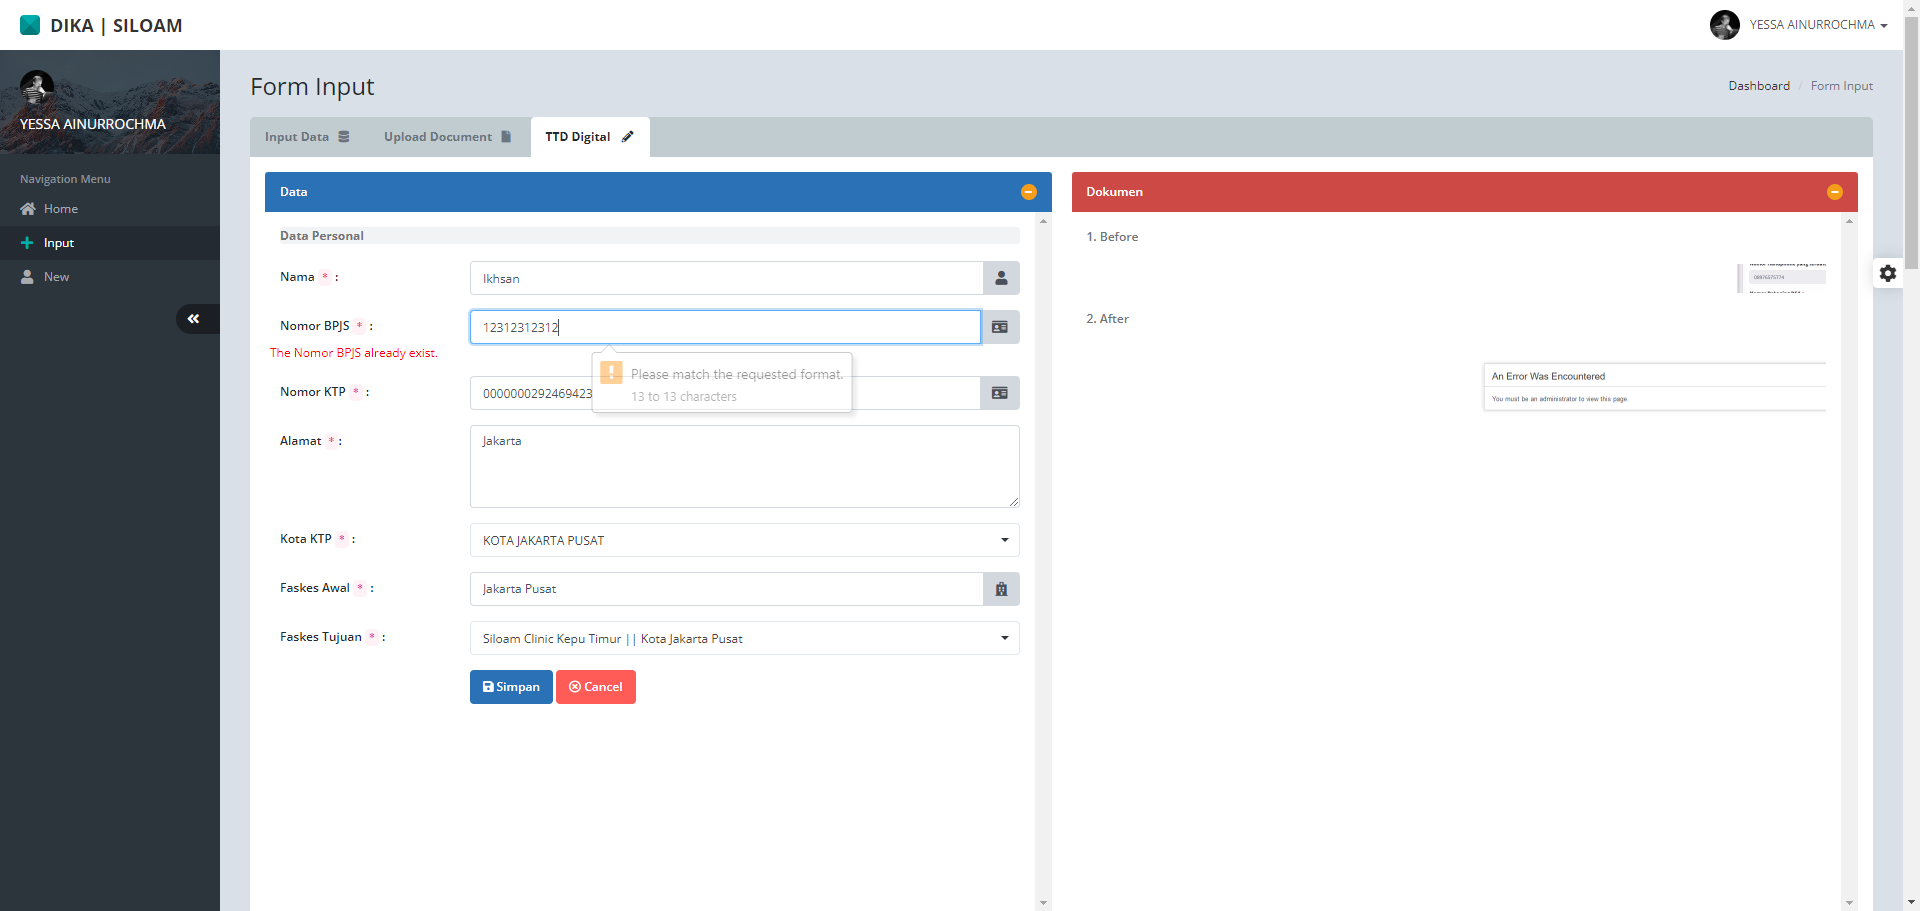 DIKA | SILOAM
YESSA AINURROCHMA
YESSA AINURROCHMA
Navigation Menu
Home
Input
New
Form Input
Dashboard / Form Input
Input Data
Upload Document
TTD Digital
Data
Data Personal
Nama * :
Ikhsan
Nomor BPJS * :
12312312312
The Nomor BPJS already exist.
Please match the requested format.
13 to 13 characters
Nomor KTP * :
0000000292469423
Alamat * :
Jakarta
Kota KTP * :
KOTA JAKARTA PUSAT
Faskes Awal * :
Jakarta Pusat
Faskes Tujuan * :
Siloam Clinic Kepu Timur || Kota Jakarta Pusat
Simpan
Cancel
Dokumen
1. Before
2. After
An Error Was Encountered
You must be an administrator to view this page.